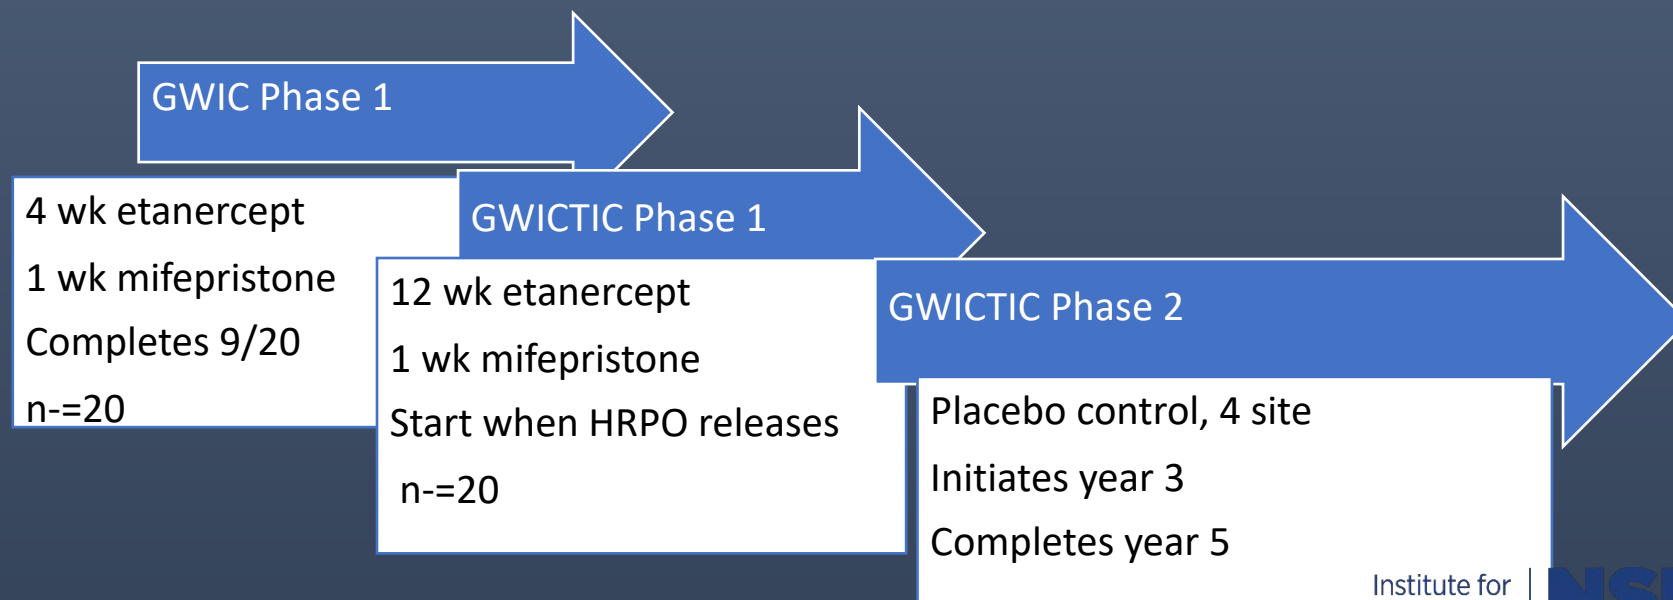 GWIC Phase 1
4 wk etanercept
1 wk mifepristone
Completes 9/20
n-=20
GWICTIC Phase 1
12 wk etanercept
1 wk mifepristone
Start when HRPO releases
n-=20
GWICTIC Phase 2
Placebo control, 4 site
Initiates year 3
Completes year 5
Institute for